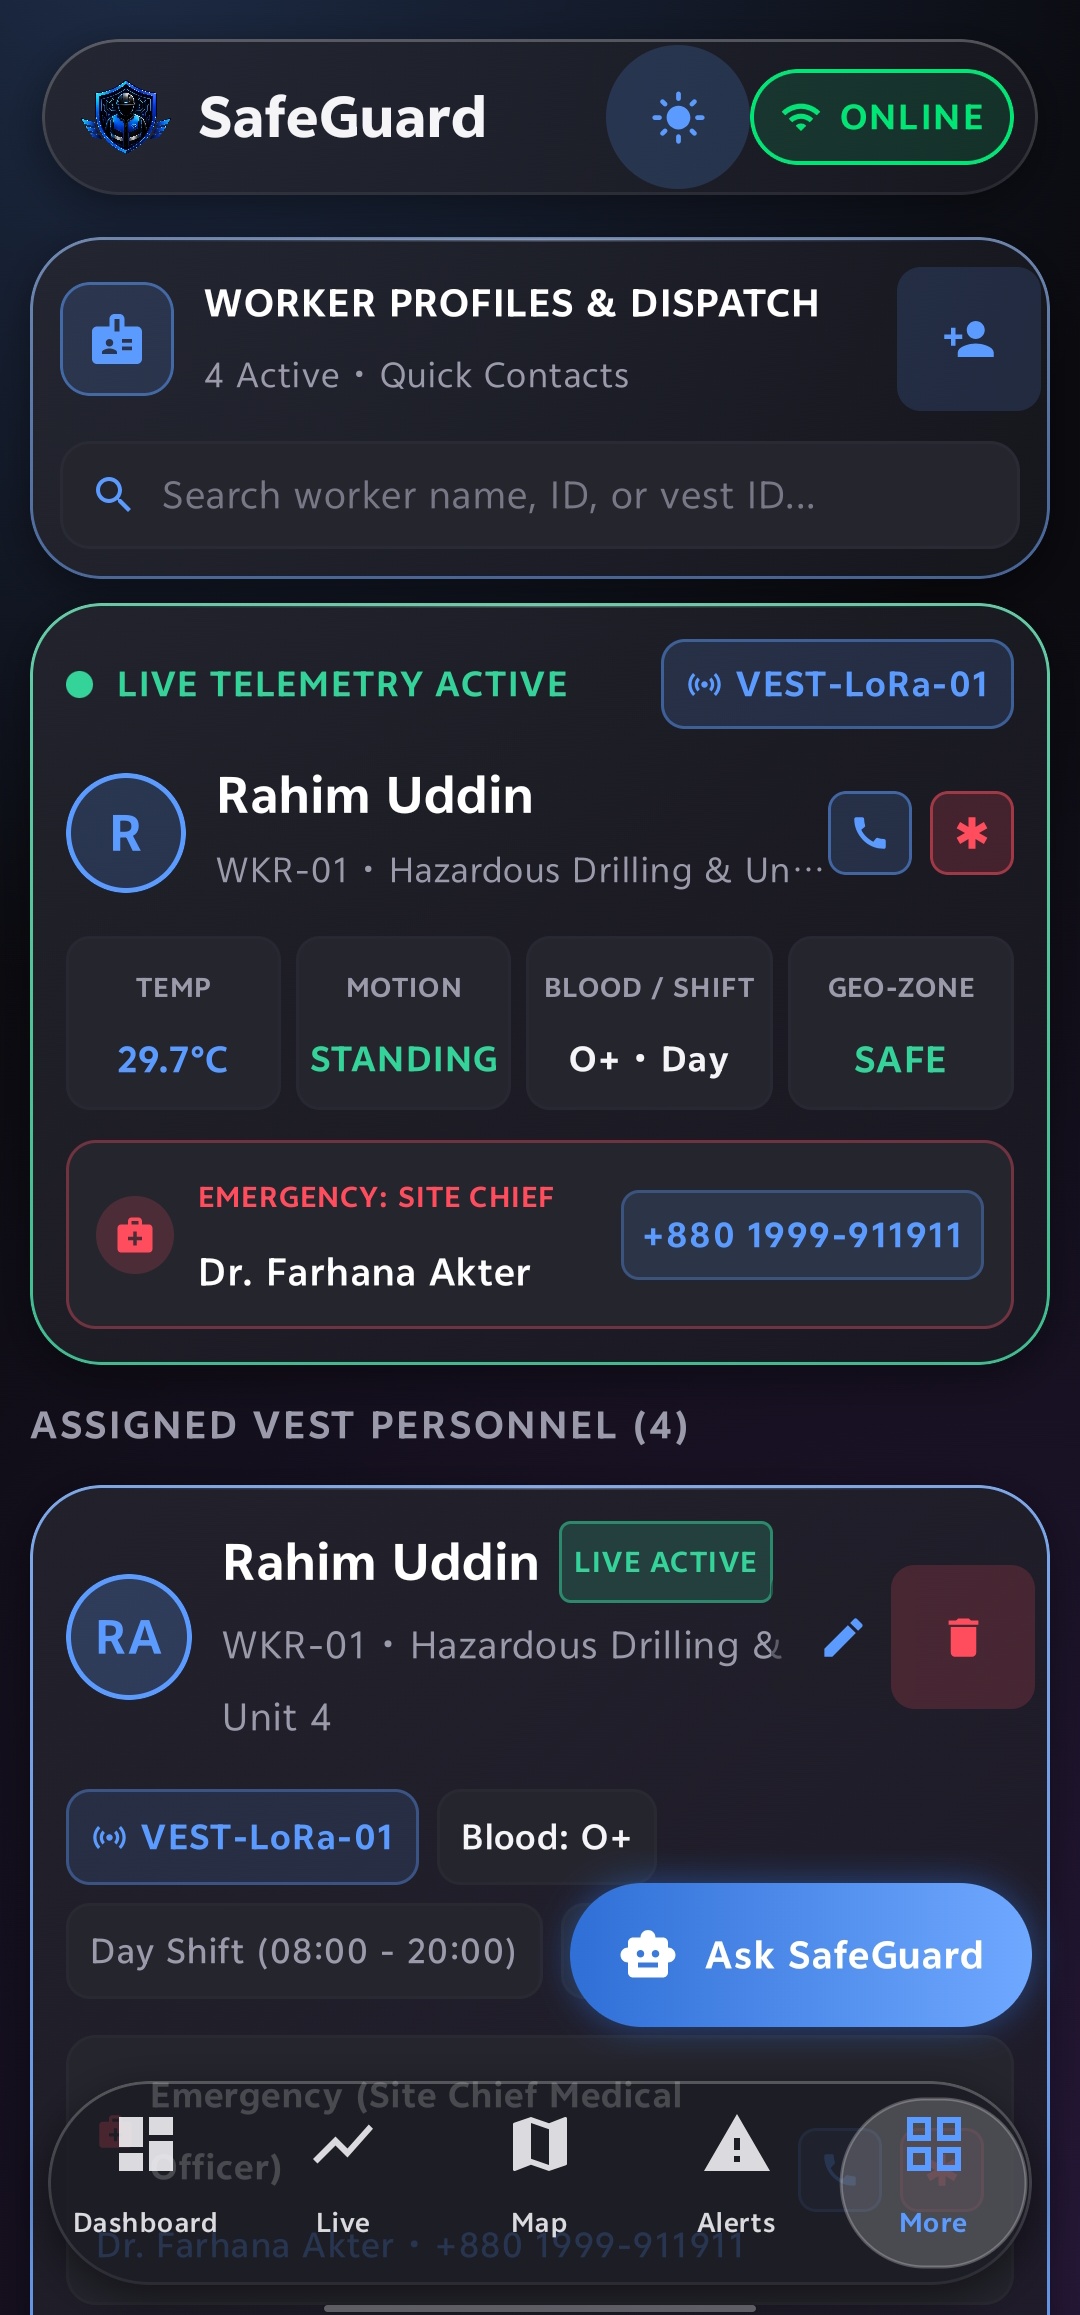 SafeGuard
ONLINE
WORKER PROFILES & DISPATCH
4 Active • Quick Contacts
Search worker name, ID, or vest ID...
LIVE TELEMETRY ACTIVE
VEST-LoRa-01
R
Rahim Uddin
WKR-01 • Hazardous Drilling & Un...
TEMP
29.7°C
MOTION
STANDING
BLOOD / SHIFT
O+ • Day
GEO-ZONE
SAFE
EMERGENCY: SITE CHIEF
Dr. Farhana Akter
+880 1999-911911
ASSIGNED VEST PERSONNEL (4)
RA
Rahim Uddin
LIVE ACTIVE
WKR-01 • Hazardous Drilling &
Unit 4
VEST-LoRa-01
Blood: O+
Day Shift (08:00 - 20:00)
Ask SafeGuard
Emergency (Site Chief Medical
Officer)
Dr. Farhana Akter • +880 1999-911911
Dashboard
Live
Map
Alerts
More